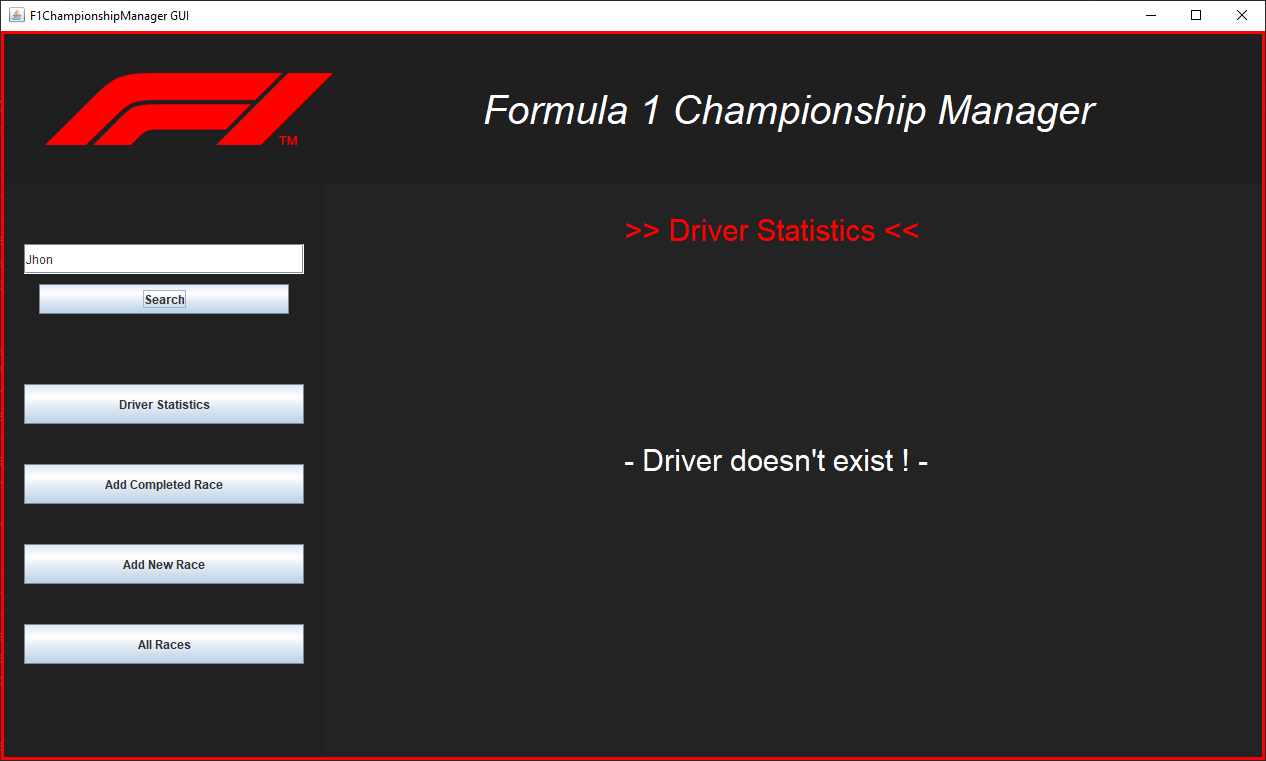 F1ChampionshipManager GUI
F1
TM
Formula 1 Championship Manager
>> Driver Statistics <<
Jhon
Search
Driver Statistics
- Driver doesn't exist ! -
Add Completed Race
Add New Race
All Races